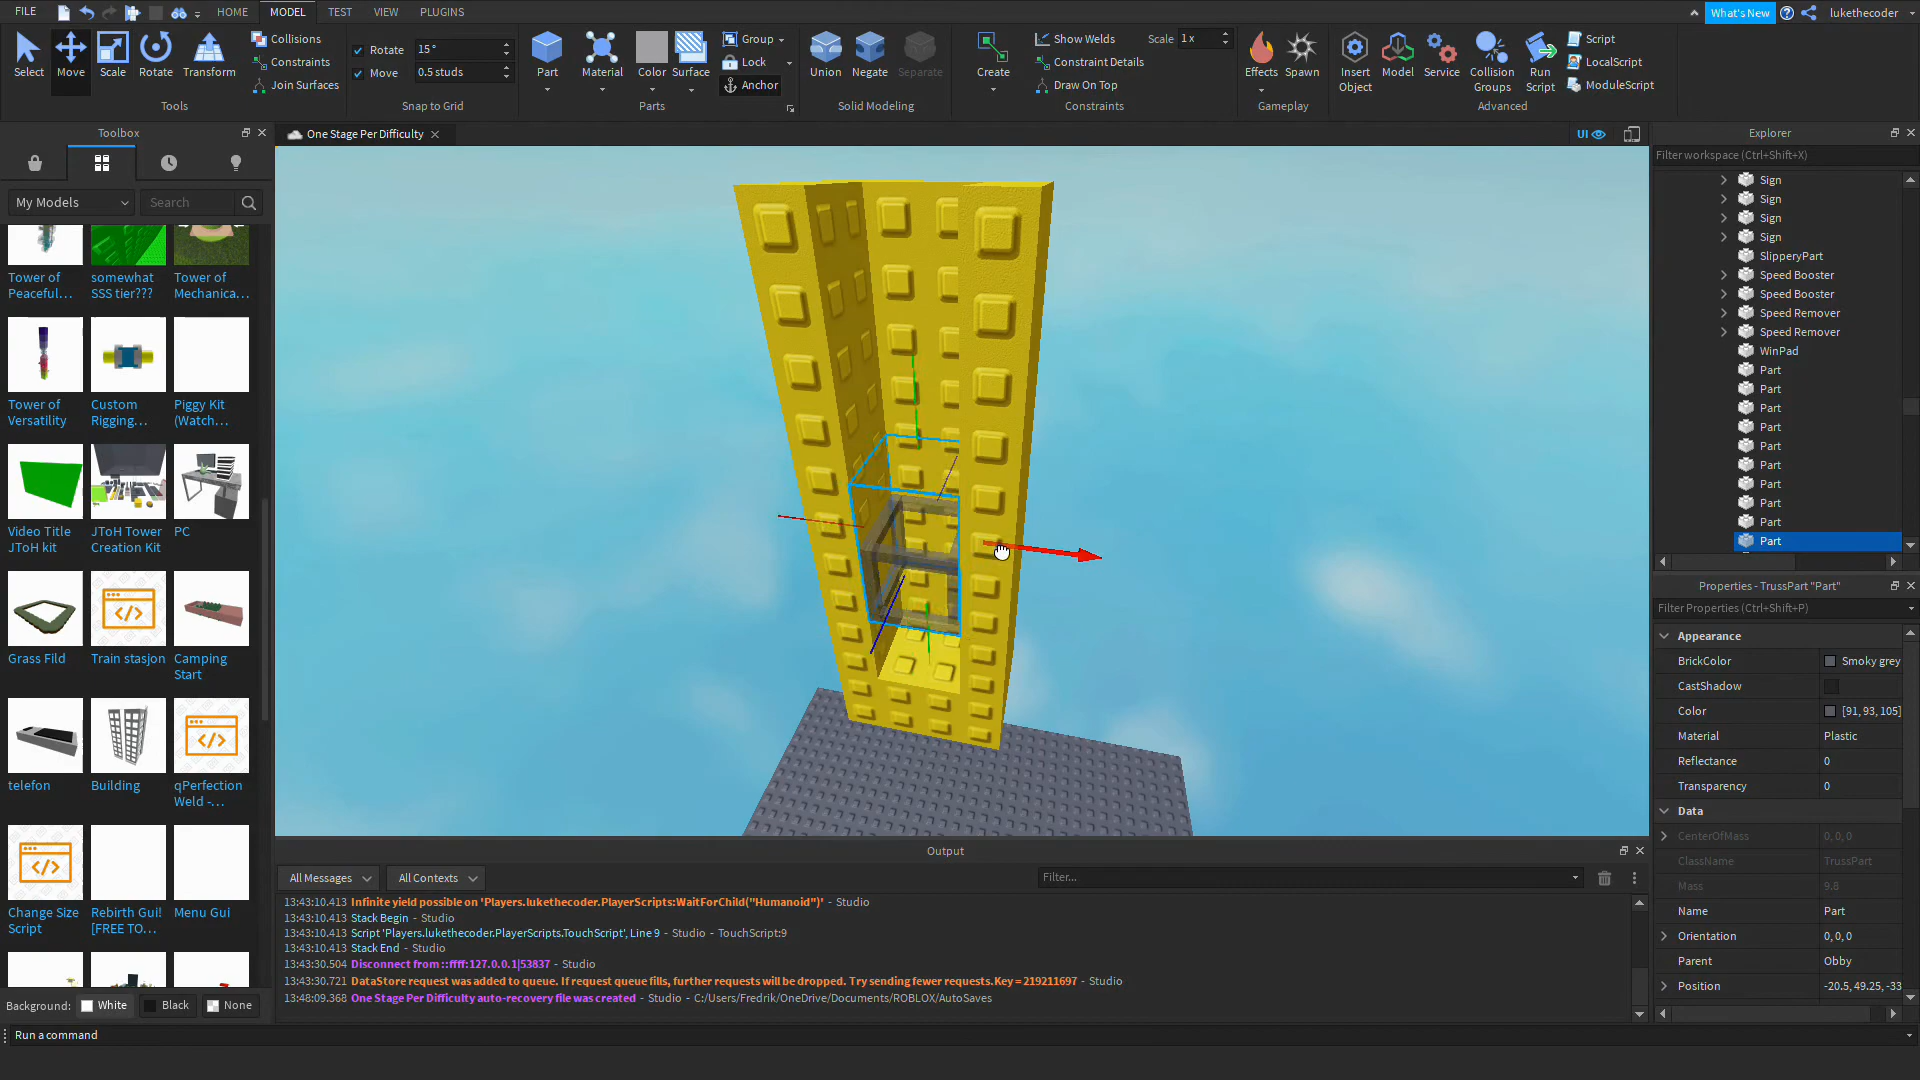 FILE
HOME
MODEL
TEST
VIEW
PLUGINS
What's New
lukethecoder
Select
Move
Scale
Rotate
Transform
Tools
Collisions
Constraints
Join Surfaces
Rotate
15°
Move
0.5 studs
Snap to Grid
Part
Material
Color
Surface
Group
Lock
Anchor
Parts
Union
Negate
Separate
Solid Modeling
Create
Show Welds
Scale
1 x
Constraint Details
Draw On Top
Constraints
Effects
Spawn
Gameplay
Insert
Object
Model
Service
Collision
Groups
Run
Script
Script
LocalScript
ModuleScript
Advanced
Toolbox
One Stage Per Difficulty
UI
My Models
Search
Tower of
Peaceful...
somewhat
SSS tier???
Tower of
Mechanica...
Tower of
Versatility
Custom
Rigging...
Piggy Kit
(Watch...
Video Title
JToH kit
JToH Tower
Creation Kit
PC
Grass Fild
Train stasjon
Camping
Start
telefon
Building
qPerfection
Weld -...
Change Size
Script
Rebirth Gui!
[FREE TO...
Menu Gui
Background:
White
Black
None
Run a command
Output
All Messages
All Contexts
Filter...
13:43:10.413 Infinite yield possible on 'Players.lukethecoder.PlayerScripts:WaitForChild("Humanoid")' - Studio
13:43:10.413 Stack Begin - Studio
13:43:10.413 Script 'Players.lukethecoder.PlayerScripts.TouchScript', Line 9 - Studio - TouchScript:9
13:43:10.413 Stack End - Studio
13:43:30.504 Disconnect from ::ffff:127.0.0.1|53837 - Studio
13:43:30.721 DataStore request was added to queue. If request queue fills, further requests will be dropped. Try sending fewer requests.Key = 219211697 - Studio
13:48:09.368 One Stage Per Difficulty auto-recovery file was created - Studio - C:/Users/Fredrik/OneDrive/Documents/ROBLOX/AutoSaves
Explorer
Filter workspace (Ctrl+Shift+X)
Sign
Sign
Sign
Sign
SlipperyPart
Speed Booster
Speed Booster
Speed Remover
Speed Remover
WinPad
Part
Part
Part
Part
Part
Part
Part
Part
Part
Part
Properties - TrussPart "Part"
Filter Properties (Ctrl+Shift+P)
Appearance
BrickColor
Smoky grey
CastShadow
Color
[91, 93, 105]
Material
Plastic
Reflectance
0
Transparency
0
Data
CenterOfMass
0, 0, 0
ClassName
TrussPart
Mass
9.8
Name
Part
Orientation
0, 0, 0
Parent
Obby
Position
-20.5, 49.25, -33